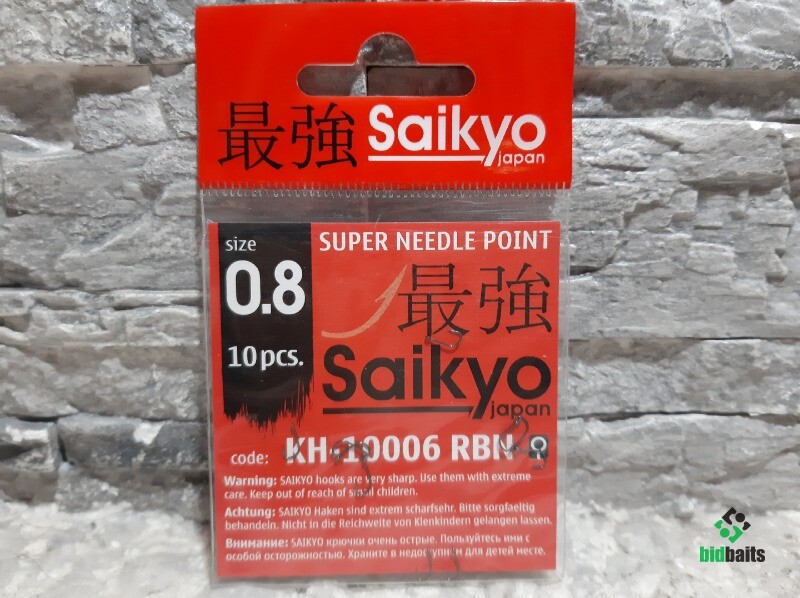 最強 Saikyo
japan
size
0.8
10 pcs.
SUPER NEEDLE POINT
最強
Saikyo
japan
code: KH-10006 RBN
Warning: SAIKYO hooks are very sharp. Use them with extreme
care. Keep out of reach of small children.
Achtung: SAIKYO Haken sind extrem scharfsehr. Bitte sorgfaeltig
behandeln. Nicht in die Reichweite von Klenkindern gelangen lassen.
Внимание: SAIKYO крючки очень острые. Пользуйтесь ими с
особой осторожностью. Храните в недоступном для детей месте.
bidbaits